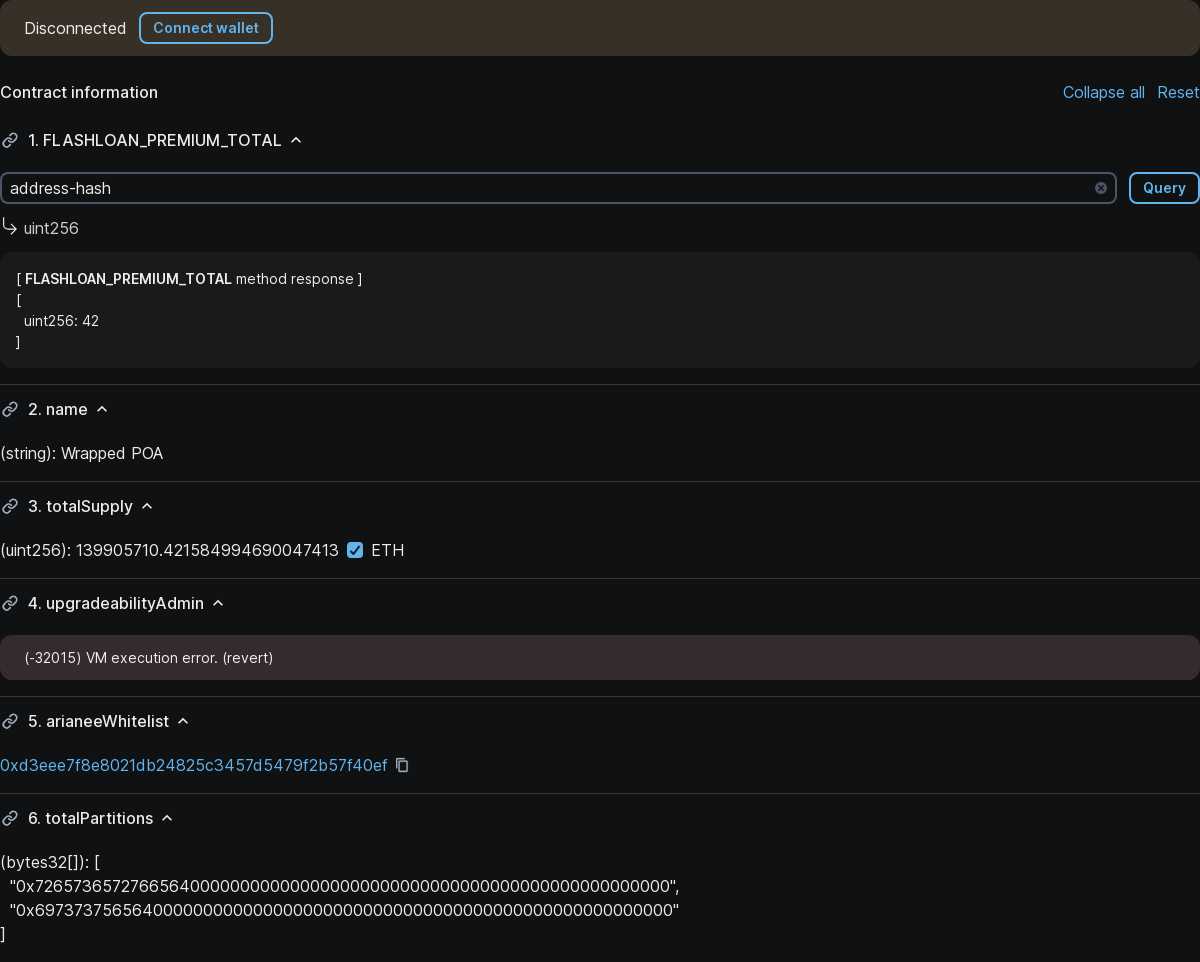 Disconnected Connect wallet
Contract information Collapse all Reset
1. FLASHLOAN_PREMIUM_TOTAL
address-hash Query
uint256
[ FLASHLOAN_PREMIUM_TOTAL method response ]
[
uint256: 42
]
2. name
(string): Wrapped POA
3. totalSupply
(uint256): 139905710.421584994690047413 ETH
4. upgradeabilityAdmin
(-32015) VM execution error. (revert)
5. arianeeWhitelist
0xd3eee7f8e8021db24825c3457d5479f2b57f40ef
6. totalPartitions
(bytes32[]): [
"0x7265736572766564000000000000000000000000000000000000000000000000",
"0x6973737565640000000000000000000000000000000000000000000000000000"
]